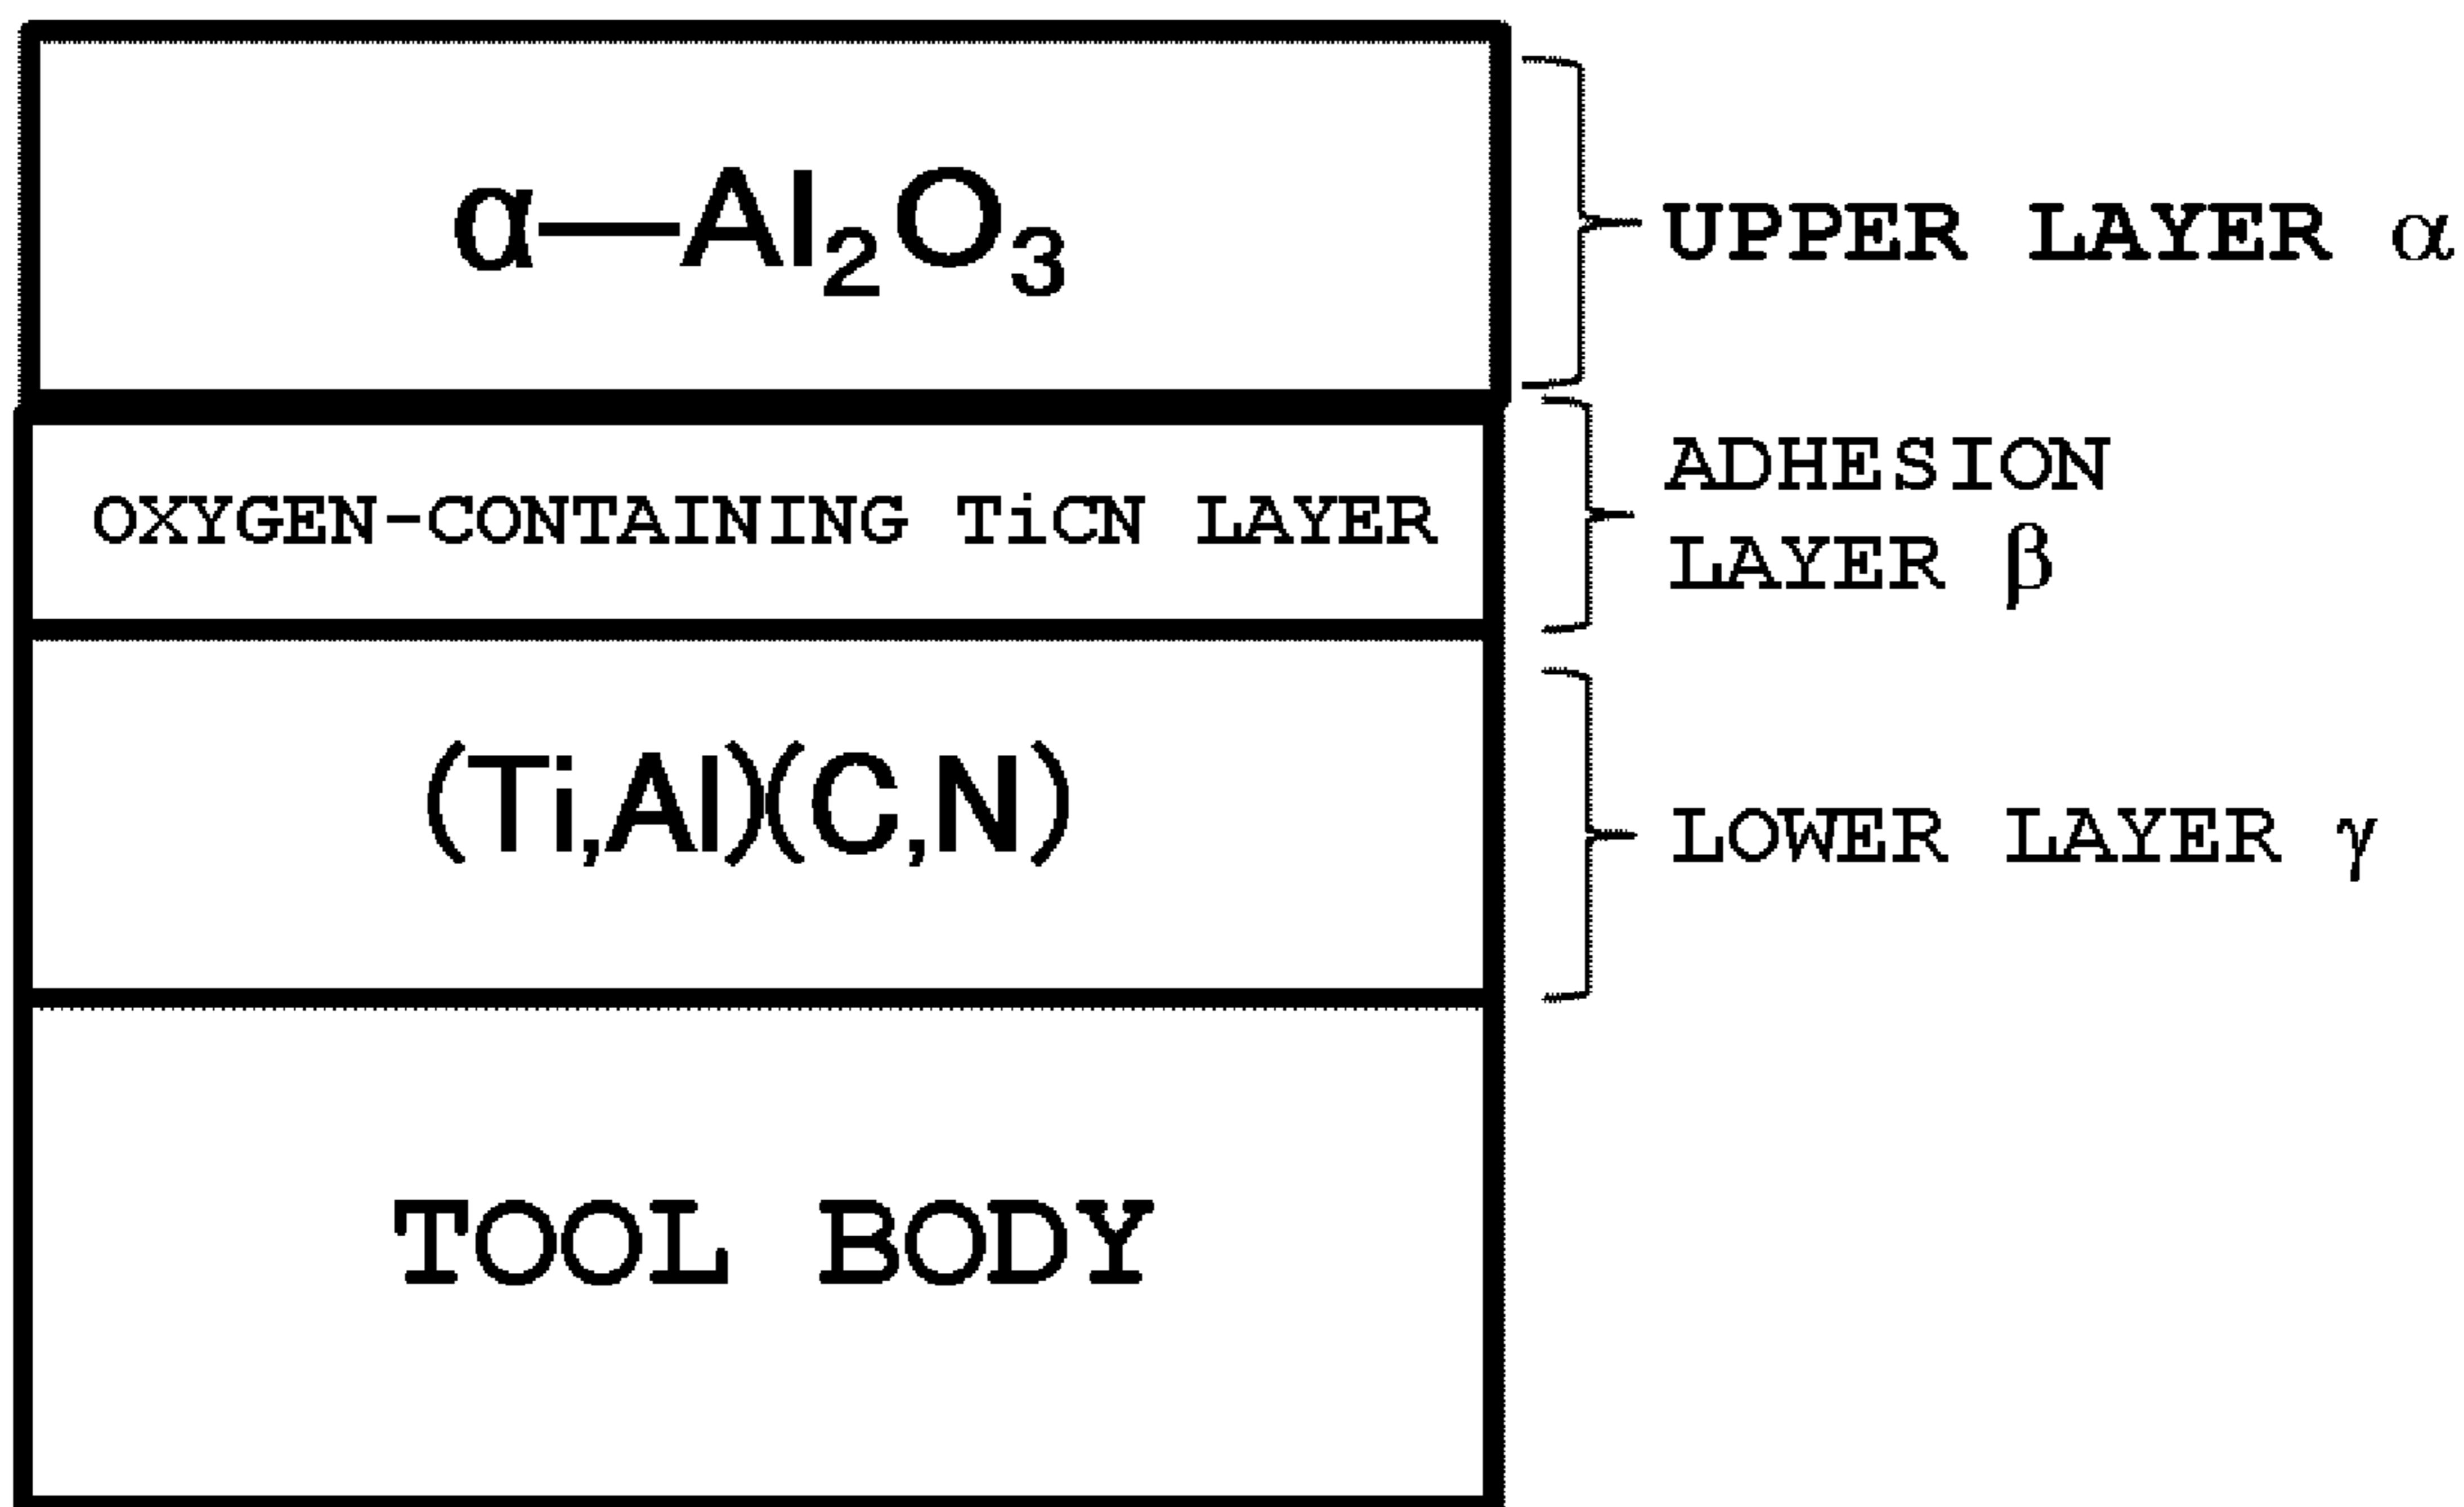 α—Al₂O₃
UPPER LAYER α
OXYGEN-CONTAINING TiCN LAYER
ADHESION
LAYER β
(Ti,Al)(C,N)
LOWER LAYER γ
TOOL BODY